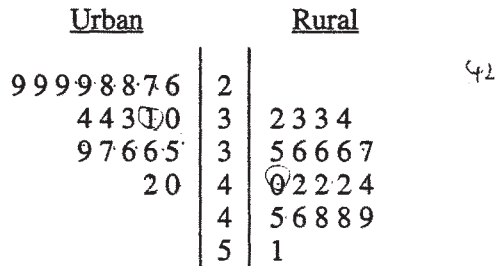 Urban Rural
9 9 9 9 8 8 7 6 | 2 |
42
4 4 3 1 0 | 3 | 2 3 3 4
9 7 6 6 5 | 3 | 5 6 6 6 7
2 0 | 4 | 0 2 2 2 4
| 4 | 5 6 8 8 9
| 5 | 1